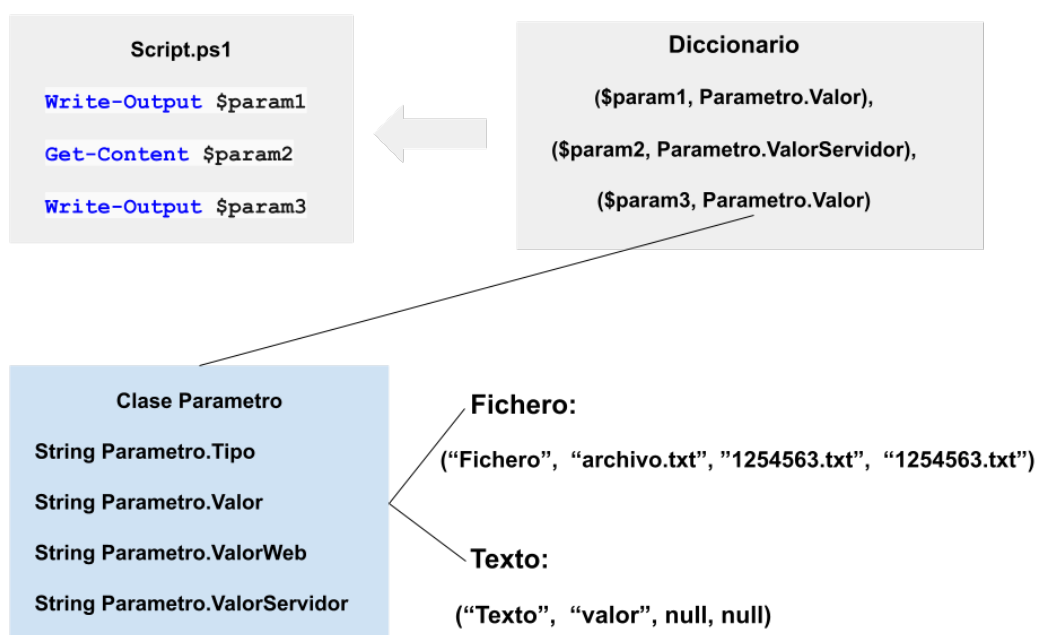 Script.ps1
Write-Output $param1
Get-Content $param2
Write-Output $param3
Diccionario
($param1, Parametro.Valor),
($param2, Parametro.ValorServidor),
($param3, Parametro.Valor)
Clase Parametro
String Parametro.Tipo
String Parametro.Valor
String Parametro.ValorWeb
String Parametro.ValorServidor
Fichero:
(“Fichero”, “archivo.txt”, ”1254563.txt”, “1254563.txt”)
Texto:
(“Texto”, “valor”, null, null)